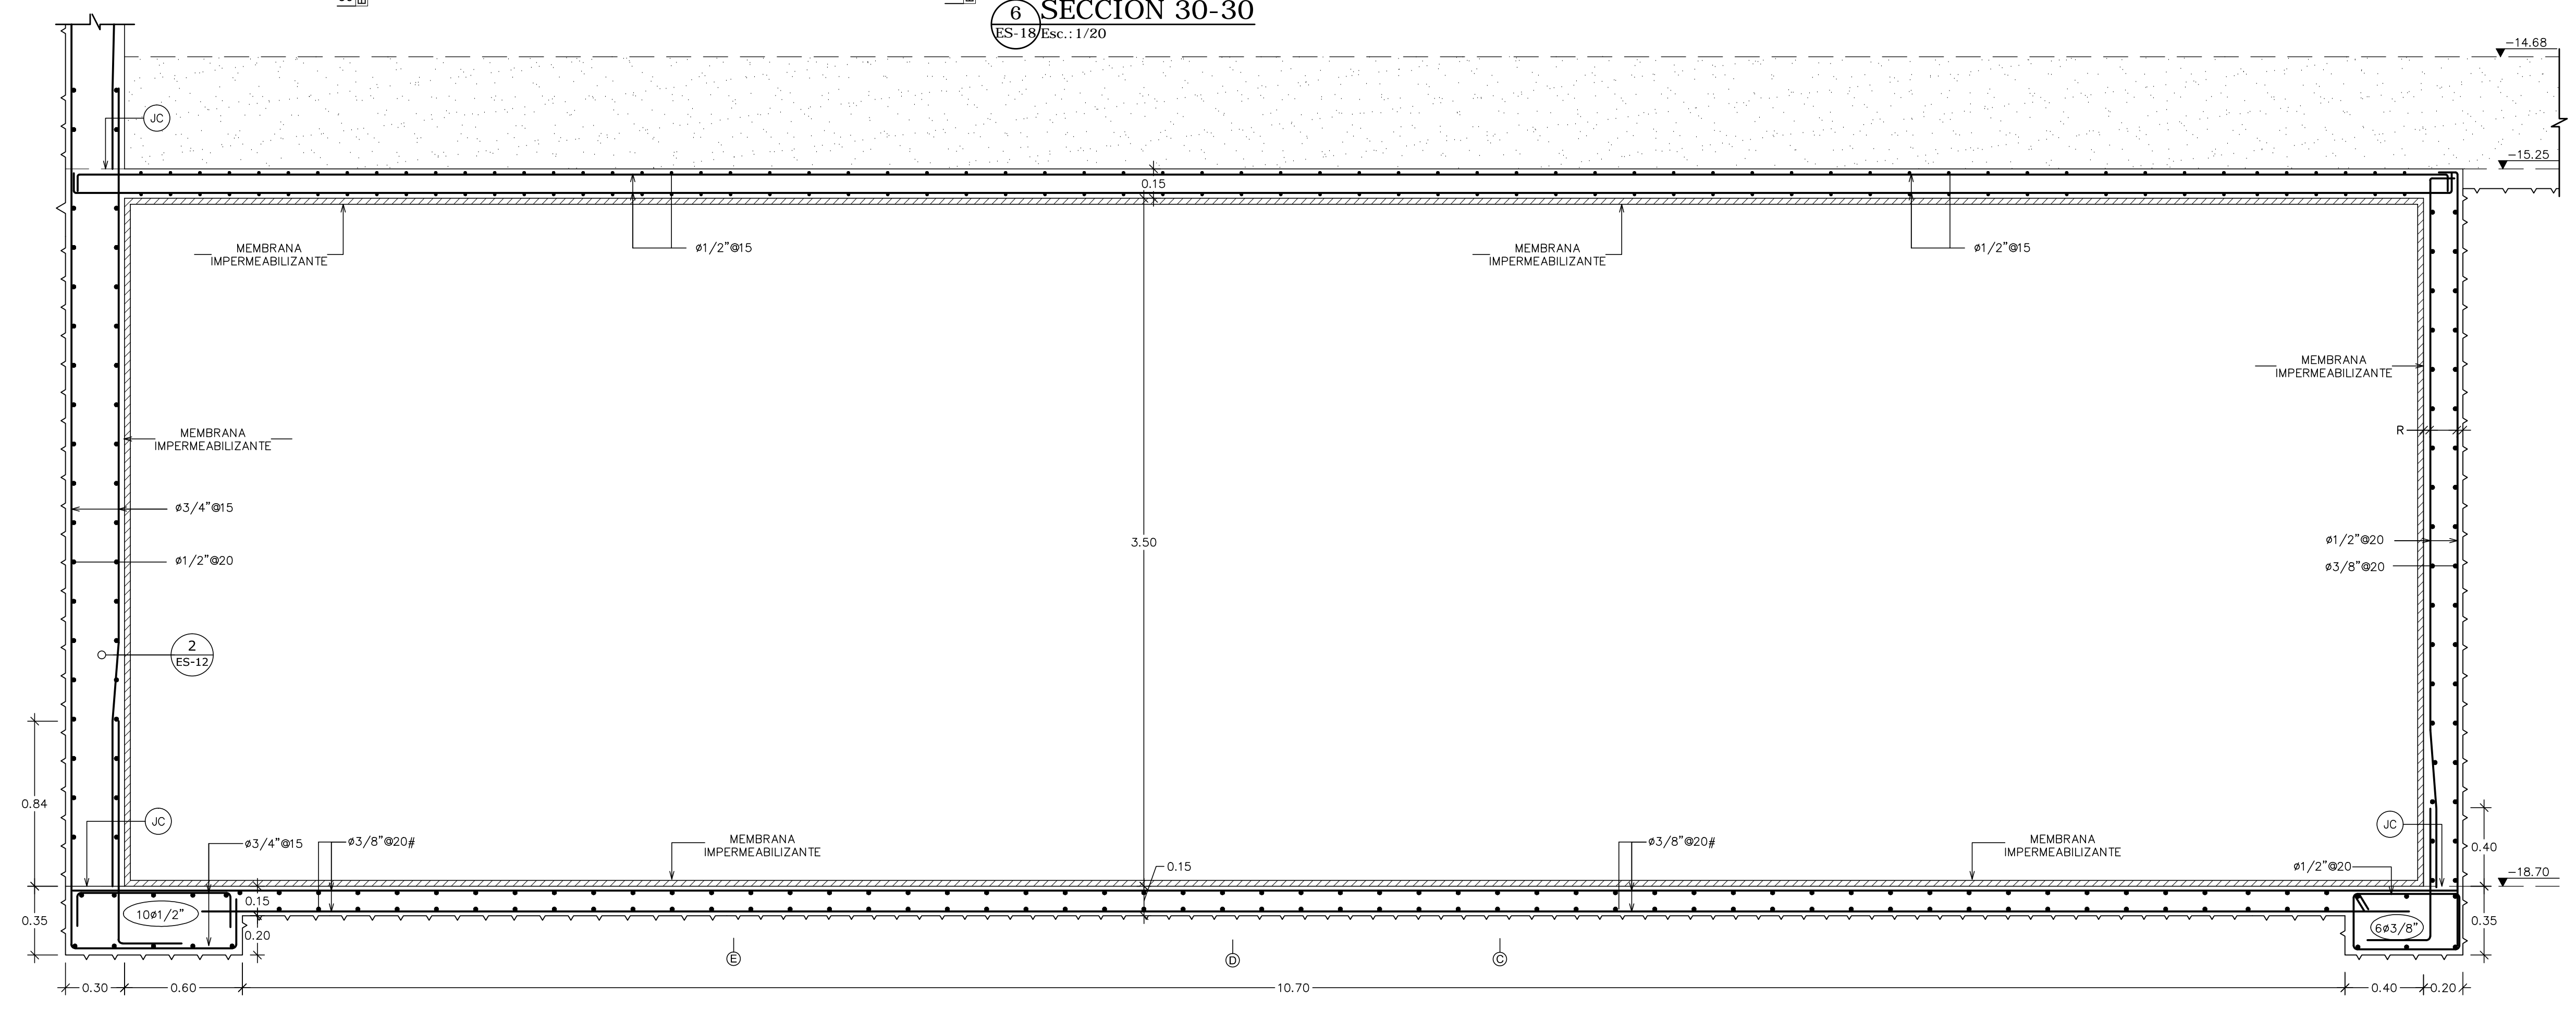 6
SECCION 30-30
ES-18
Esc.: 1/20
-14.68
JC
-15.25
0.15
MEMBRANA
IMPERMEABILIZANTE
ø1/2"@15
MEMBRANA
IMPERMEABILIZANTE
ø1/2"@15
MEMBRANA
IMPERMEABILIZANTE
MEMBRANA
IMPERMEABILIZANTE
R
ø3/4"@15
3.50
ø1/2"@20
ø1/2"@20
ø3/8"@20
2
ES-12
0.84
JC
JC
ø3/4"@15
ø3/8"@20#
MEMBRANA
IMPERMEABILIZANTE
ø3/8"@20#
MEMBRANA
IMPERMEABILIZANTE
0.40
0.15
ø1/2"@20
-18.70
0.15
10ø1/2"
0.35
0.20
0.35
6ø3/8"
E
D
C
0.30
0.60
10.70
0.40
0.20